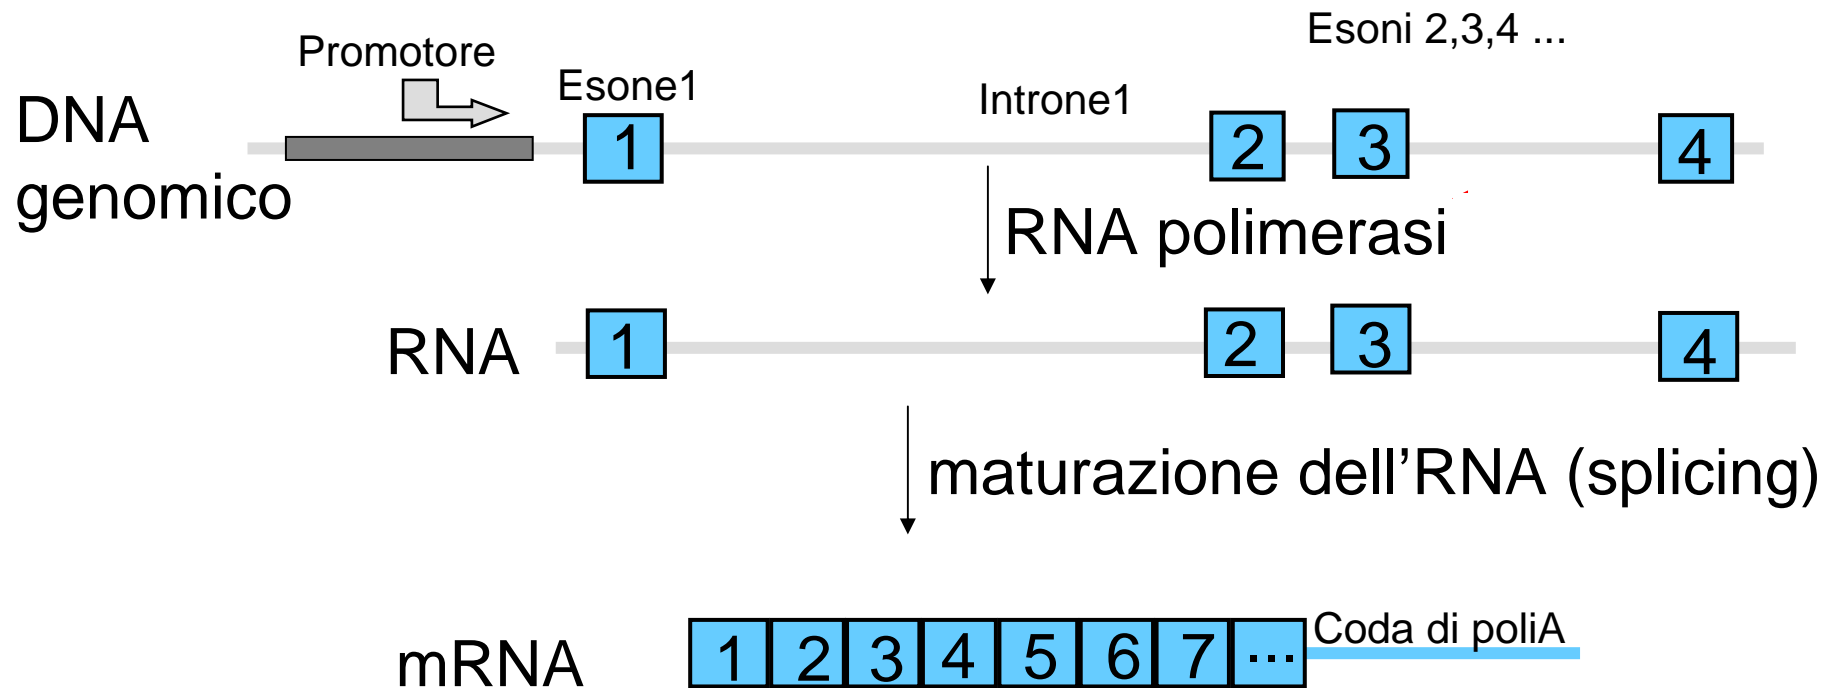 Esoni 2,3,4 ...
Promotore
Esone1
Introne1
DNA
genomico
1
2
3
4
RNA polimerasi
RNA
1
2
3
4
maturazione dell’RNA (splicing)
mRNA
1 2 3 4 5 6 7 ...
Coda di poliA